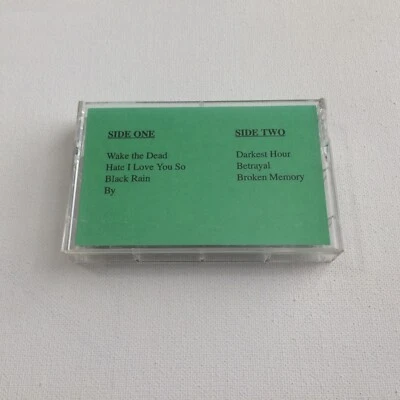 SIDE ONE
Wake the Dead
Hate I Love You So
Black Rain
By
SIDE TWO
Darkest Hour
Betrayal
Broken Memory